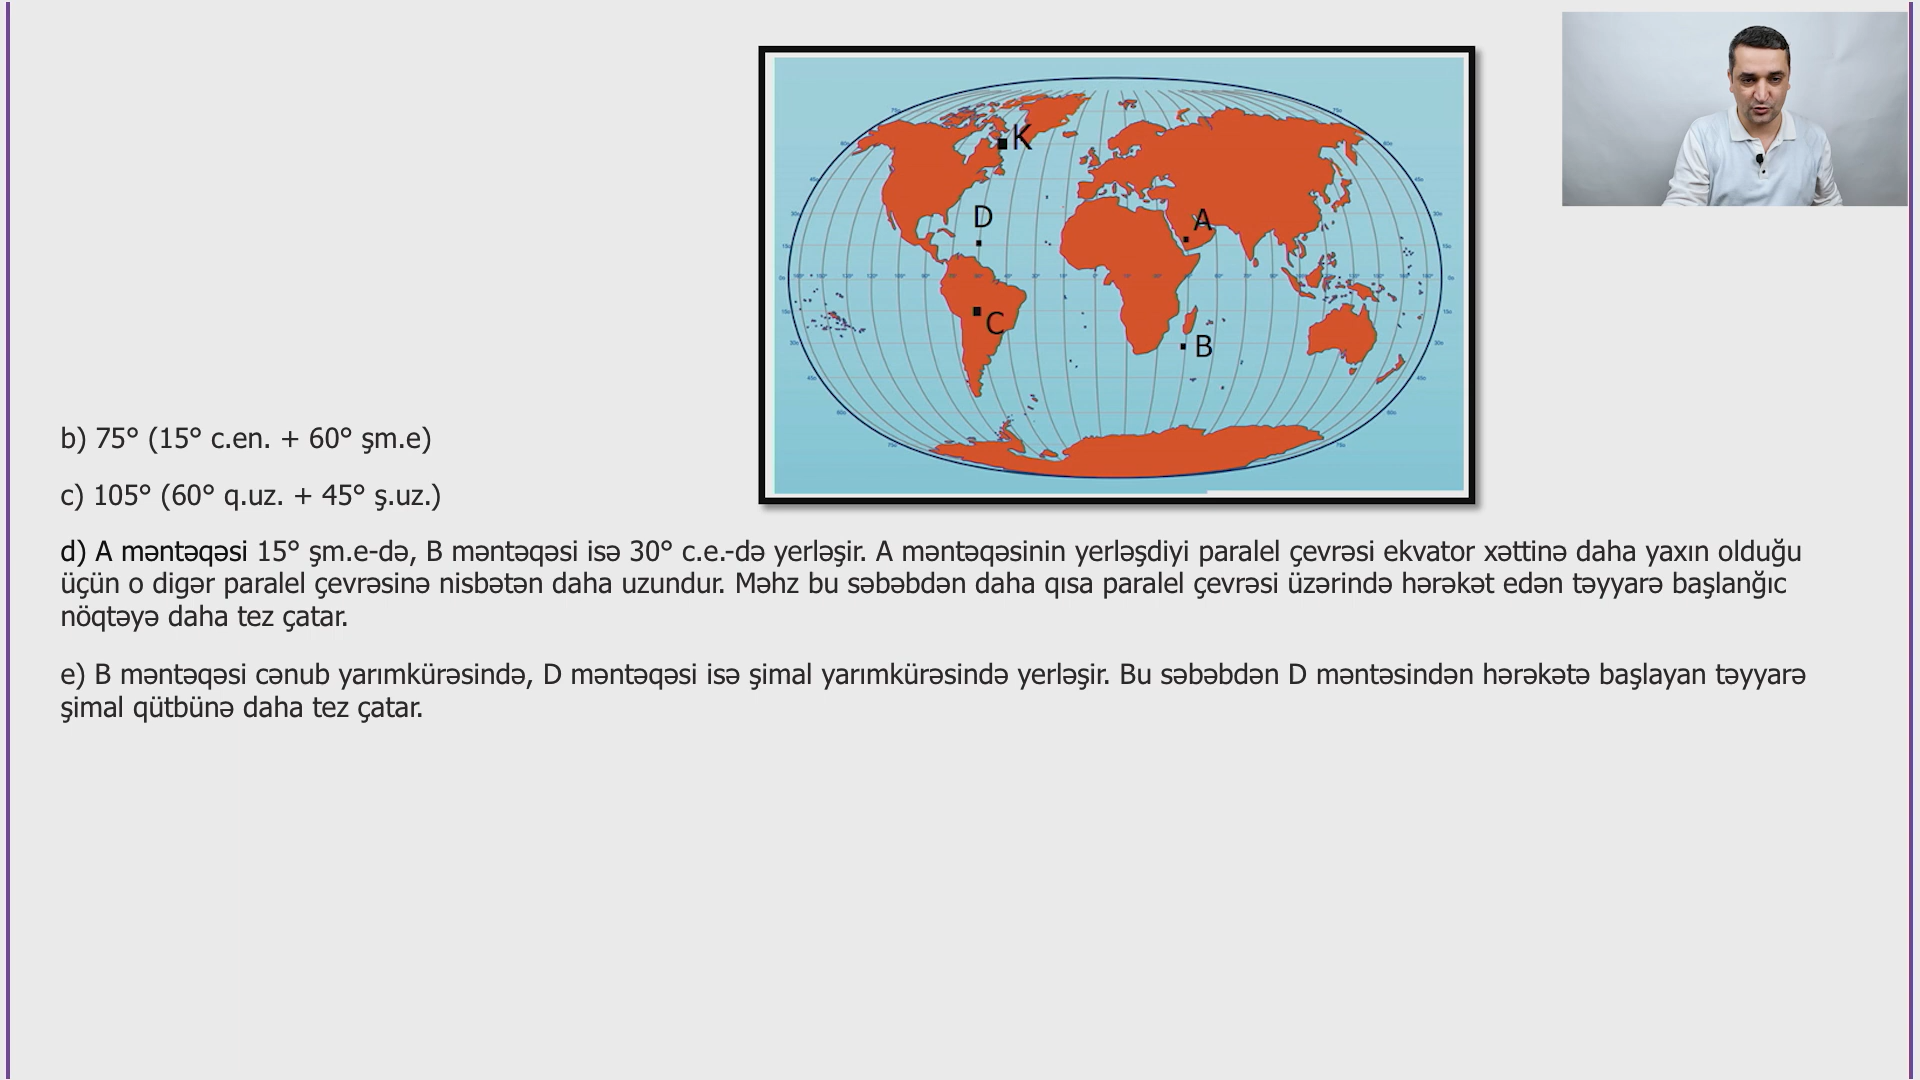 K
D
A
C
B
b) 75° (15° c.en. + 60° şm.e)
c) 105° (60° q.uz. + 45° ş.uz.)
d) A məntəqəsi 15° şm.e-də, B məntəqəsi isə 30° c.e.-də yerləşir. A məntəqəsinin yerləşdiyi paralel çevrəsi ekvator xəttinə daha yaxın olduğu
üçün o digər paralel çevrəsinə nisbətən daha uzundur. Məhz bu səbəbdən daha qısa paralel çevrəsi üzərində hərəkət edən təyyarə başlanğıc
nöqtəyə daha tez çatar.
e) B məntəqəsi cənub yarımkürəsində, D məntəqəsi isə şimal yarımkürəsində yerləşir. Bu səbəbdən D məntəsindən hərəkətə başlayan təyyarə
şimal qütbünə daha tez çatar.